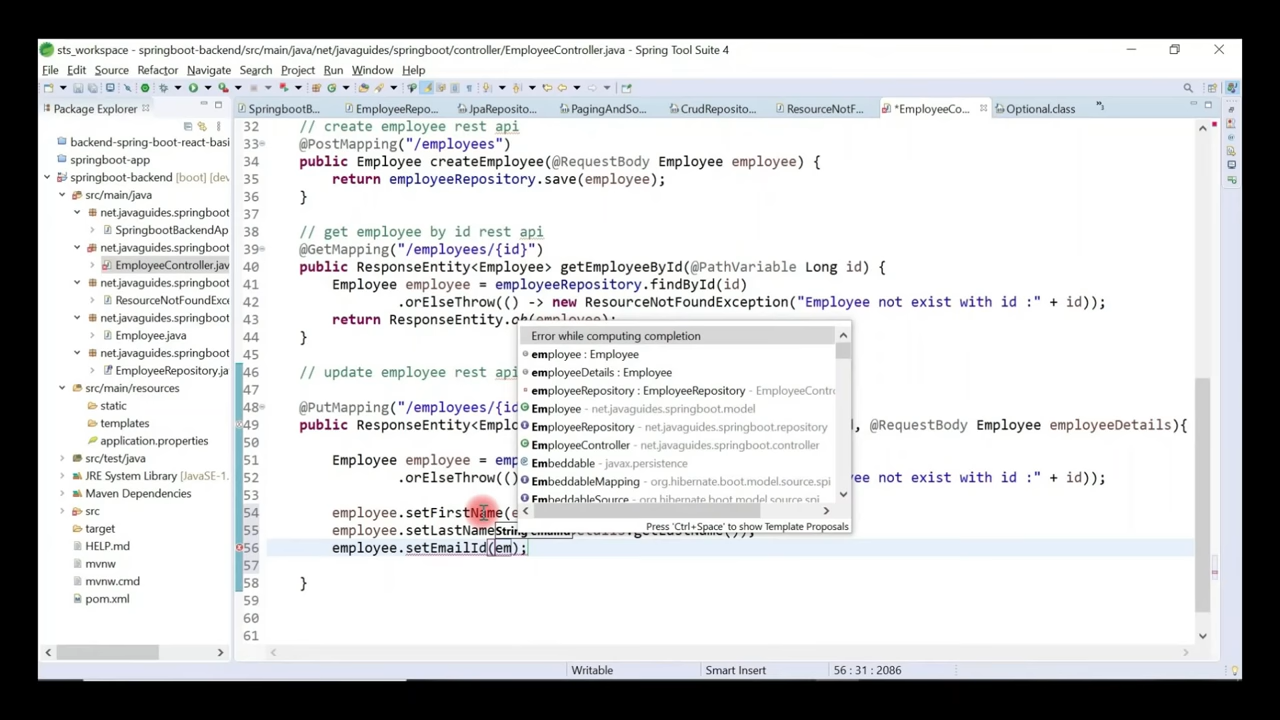 sts_workspace - springboot-backend/src/main/java/net/javaguides/springboot/controller/EmployeeController.java - Spring Tool Suite 4
File Edit Source Refactor Navigate Search Project Run Window Help
Package Explorer
SpringbootB...
EmployeeRepo...
JpaReposito...
PagingAndSo...
CrudReposito...
ResourceNotF...
*EmployeeCo...
Optional.class
backend-spring-boot-react-basic
springboot-app
springboot-backend [boot] [dev
src/main/java
net.javaguides.springboot
SpringbootBackendAp
net.javaguides.springboot
EmployeeController.jav
net.javaguides.springboot
ResourceNotFoundExce
net.javaguides.springboot
Employee.java
net.javaguides.springboot
EmployeeRepository.j
src/main/resources
static
templates
application.properties
src/test/java
JRE System Library [JavaSE-1
Maven Dependencies
src
target
HELP.md
mvnw
mvnw.cmd
pom.xml
32 // create employee rest api
33 @PostMapping("/employees")
34 public Employee createEmployee(@RequestBody Employee employee) {
35 return employeeRepository.save(employee);
36 }
37
38 // get employee by id rest api
39 @GetMapping("/employees/{id}")
40 public ResponseEntity<Employee> getEmployeeById(@PathVariable Long id) {
41 Employee employee = employeeRepository.findById(id)
42 .orElseThrow(() -> new ResourceNotFoundException("Employee not exist with id :" + id));
43 return ResponseEntity.ok(employee);
44 }
45
46 // update employee rest api
47
48 @PutMapping("/employees/{id
49 public ResponseEntity<Emp , @RequestBody Employee employeeDetails){
50
51 Employee employee = emp
52 .orElseThrow(() xist with id :" + id));
53
54 employee.setFirstName(e
55 employee.setLastName
56 employee.setEmailId(em);
57
58 }
59
60
61
Error while computing completion
employee : Employee
employeeDetails : Employee
employeeRepository : EmployeeRepository - EmployeeContro
Employee - net.javaguides.springboot.model
EmployeeRepository - net.javaguides.springboot.repository
EmployeeController - net.javaguides.springboot.controller
Embeddable - javax.persistence
EmbeddableMapping - org.hibernate.boot.model.source.spi
EmbeddableSource - org.hibernate.boot.model.source.spi
Press 'Ctrl+Space' to show Template Proposals
Writable
Smart Insert
56 : 31 : 2086